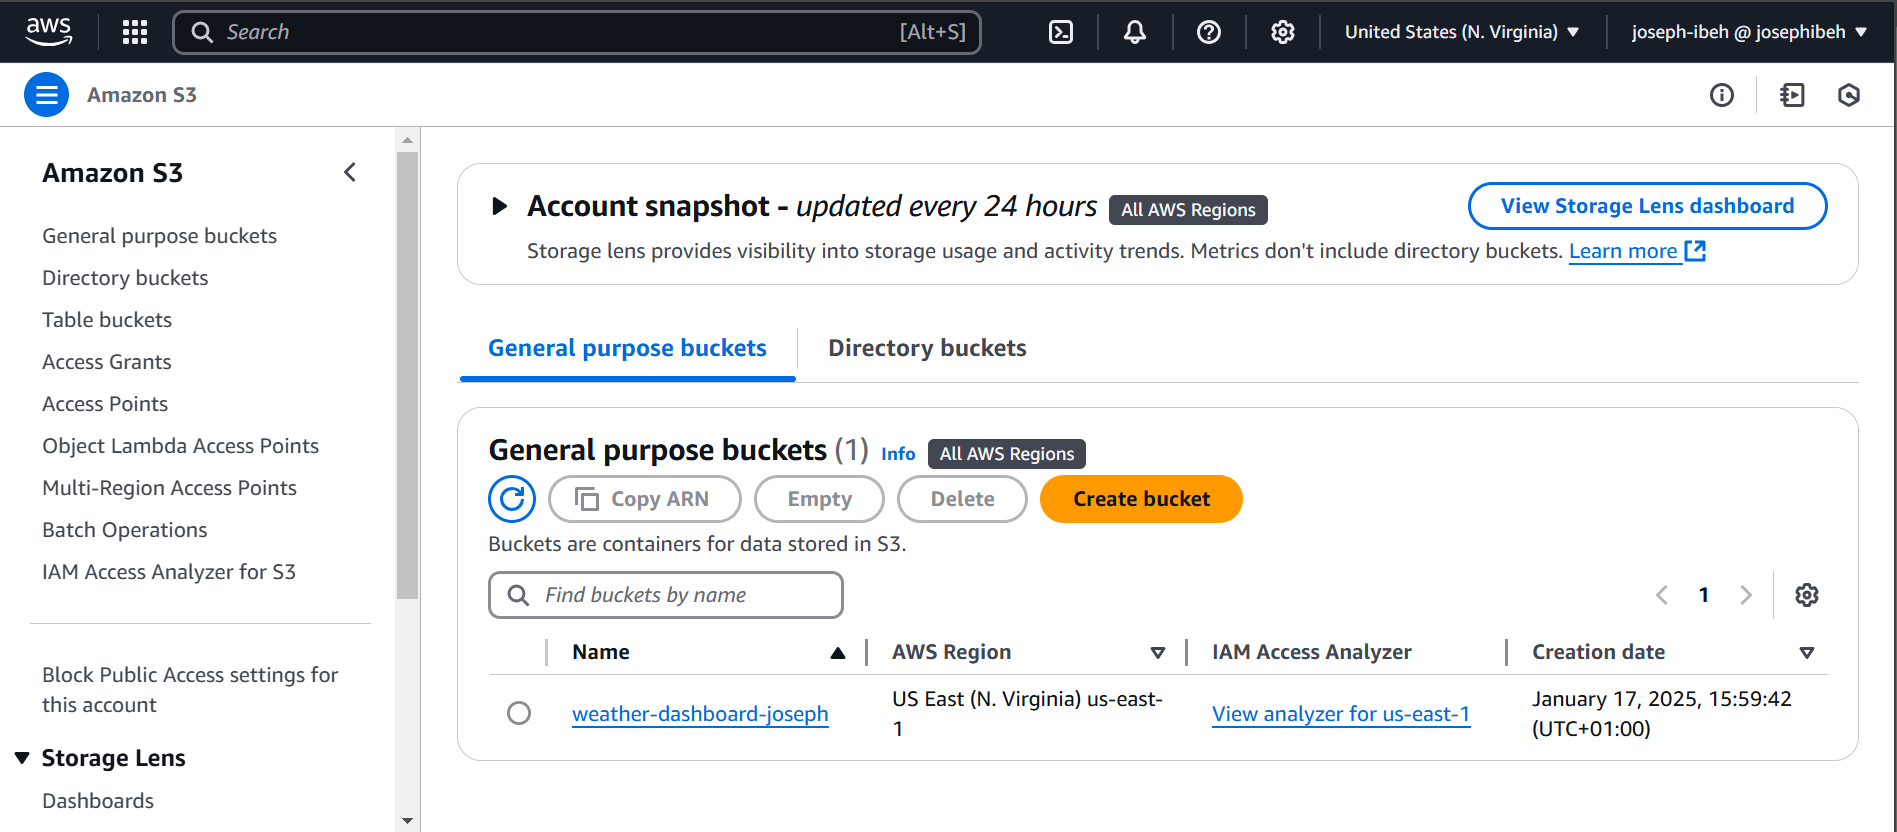 aws
Search [Alt+S]
United States (N. Virginia)
joseph-ibeh @ josephibeh
Amazon S3
Amazon S3
General purpose buckets
Directory buckets
Table buckets
Access Grants
Access Points
Object Lambda Access Points
Multi-Region Access Points
Batch Operations
IAM Access Analyzer for S3
Block Public Access settings for
this account
Storage Lens
Dashboards
Account snapshot - updated every 24 hours All AWS Regions
View Storage Lens dashboard
Storage lens provides visibility into storage usage and activity trends. Metrics don't include directory buckets. Learn more
General purpose buckets
Directory buckets
General purpose buckets (1) Info All AWS Regions
Copy ARN
Empty
Delete
Create bucket
Buckets are containers for data stored in S3.
Find buckets by name
1
Name
AWS Region
IAM Access Analyzer
Creation date
weather-dashboard-joseph
US East (N. Virginia) us-east-
1
View analyzer for us-east-1
January 17, 2025, 15:59:42
(UTC+01:00)